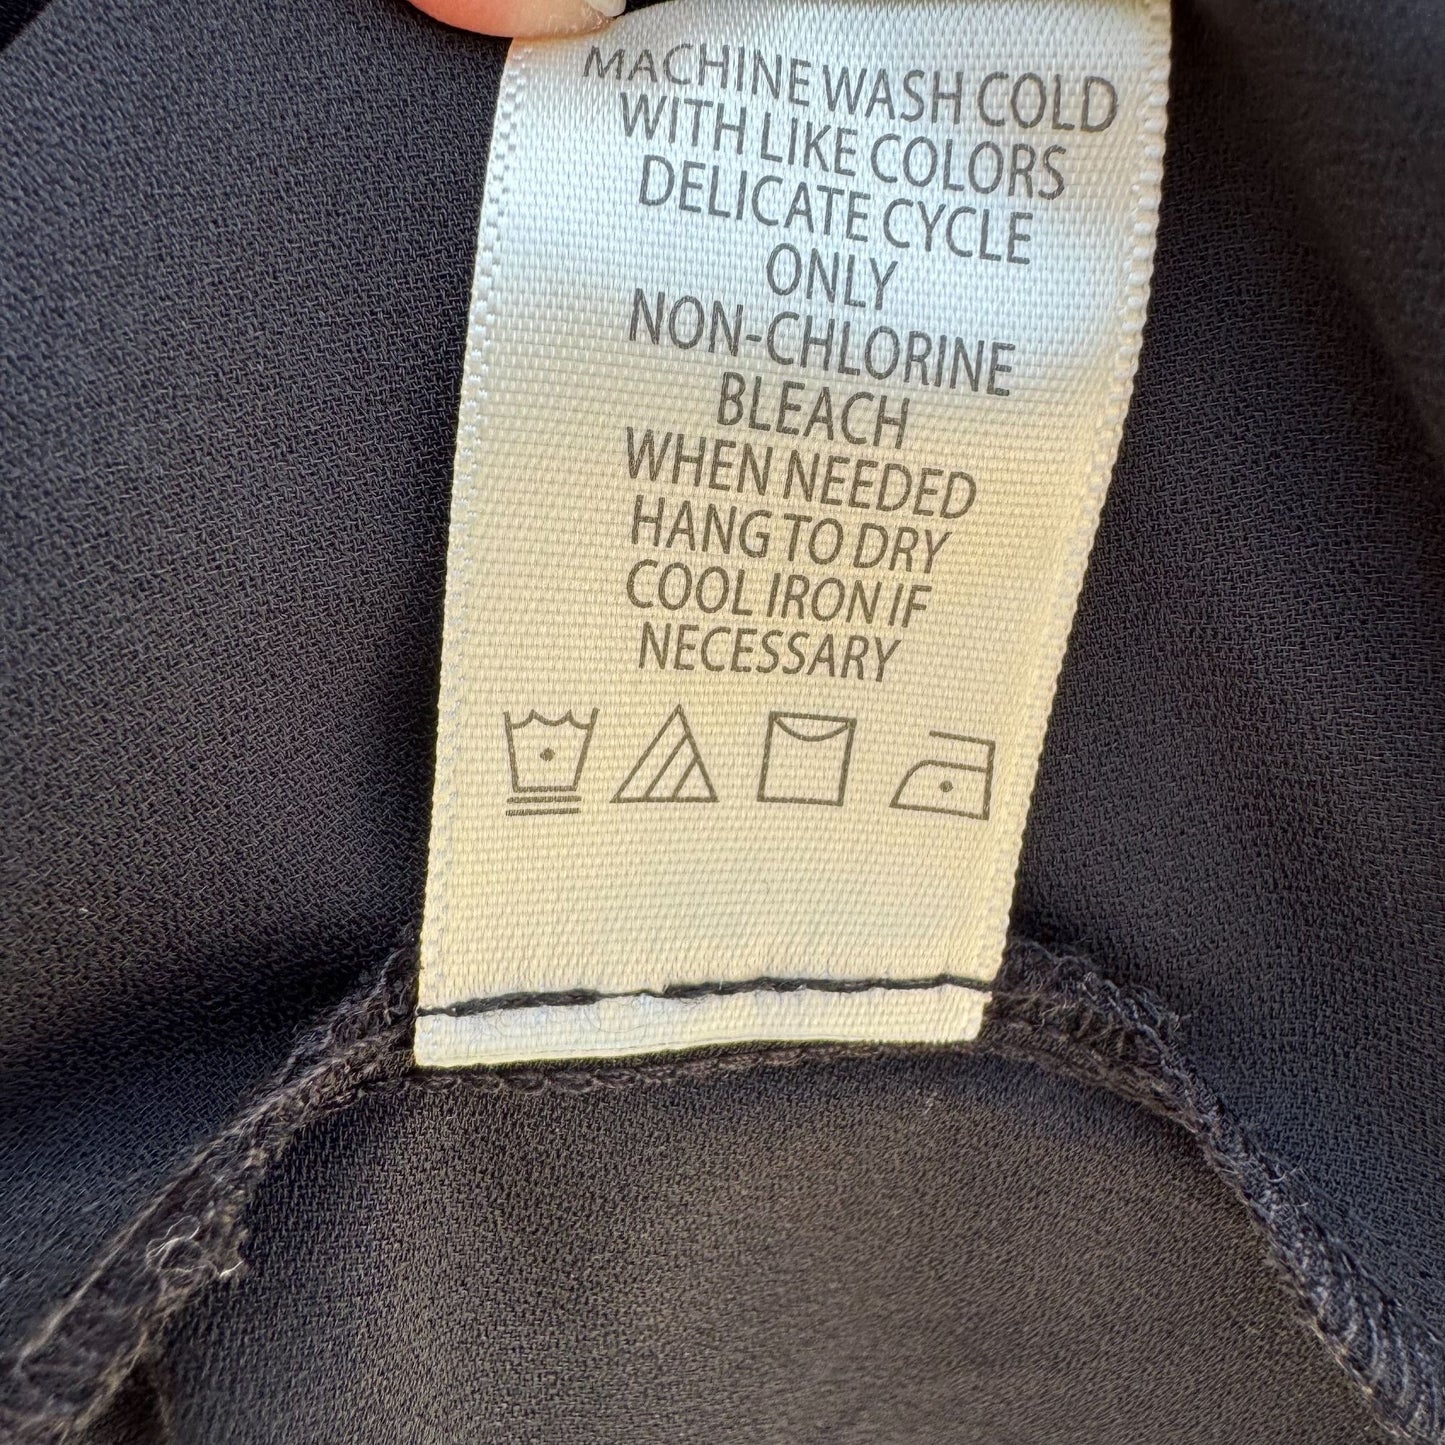 MACHINE WASH COLD
WITH LIKE COLORS
DELICATE CYCLE
ONLY
NON-CHLORINE
BLEACH
WHEN NEEDED
HANG TO DRY
COOL IRON IF
NECESSARY